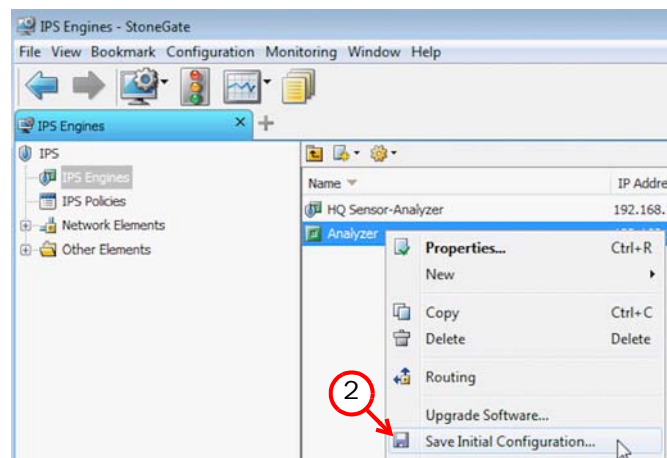 IPS Engines - StoneGate
File View Bookmark Configuration Monitoring Window Help
IPS Engines × +
IPS
IPS Engines
IPS Policies
Network Elements
Other Elements
Name IP Addre
HQ Sensor-Analyzer 192.168.
Analyzer
Properties... Ctrl+R
New
Copy Ctrl+C
Delete Delete
Routing
Upgrade Software...
2
Save Initial Configuration...